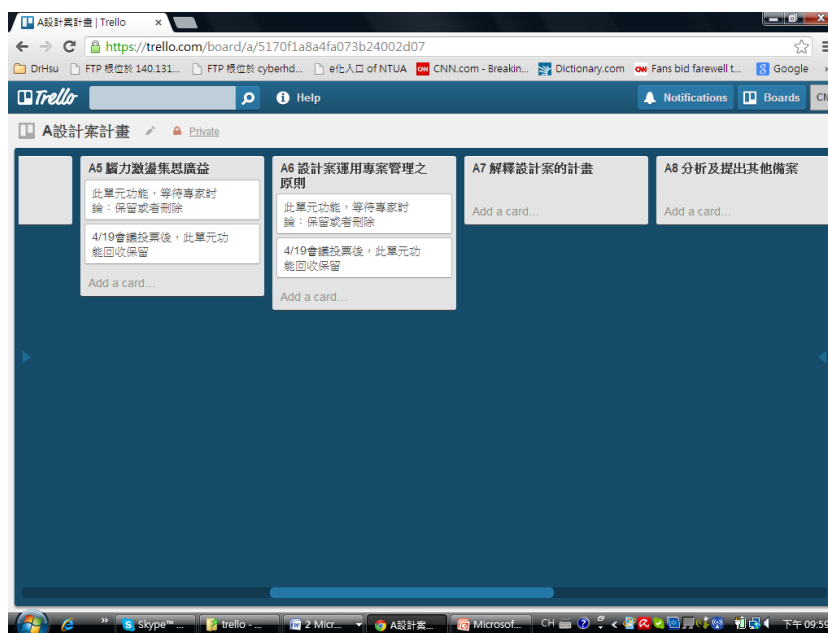 A設計案計畫 | Trello
https://trello.com/board/a/5170f1a8a4fa073b24002d07
DrHsu FTP 根位於 140.131... FTP 根位於 cyberhd... e化入口 of NTUA CNN.com - Breakin... Dictionary.com Fans bid farewell t... Google
Trello Help Notifications Boards CN
A設計案計畫 Private
A5 腦力激盪集思廣益
此單元功能，等待專家討
論：保留或者刪除
4/19會議投票後，此單元功
能回收保留
Add a card...
A6 設計案運用專案管理之
原則
此單元功能，等待專家討
論：保留或者刪除
4/19會議投票後，此單元功
能回收保留
Add a card...
A7 解釋設計案的計畫
Add a card...
A8 分析及提出其他備案
Add a card...
Skype™ ... trello - ... 2 Micr... A設計案... Microsof... CH 下午 09:59